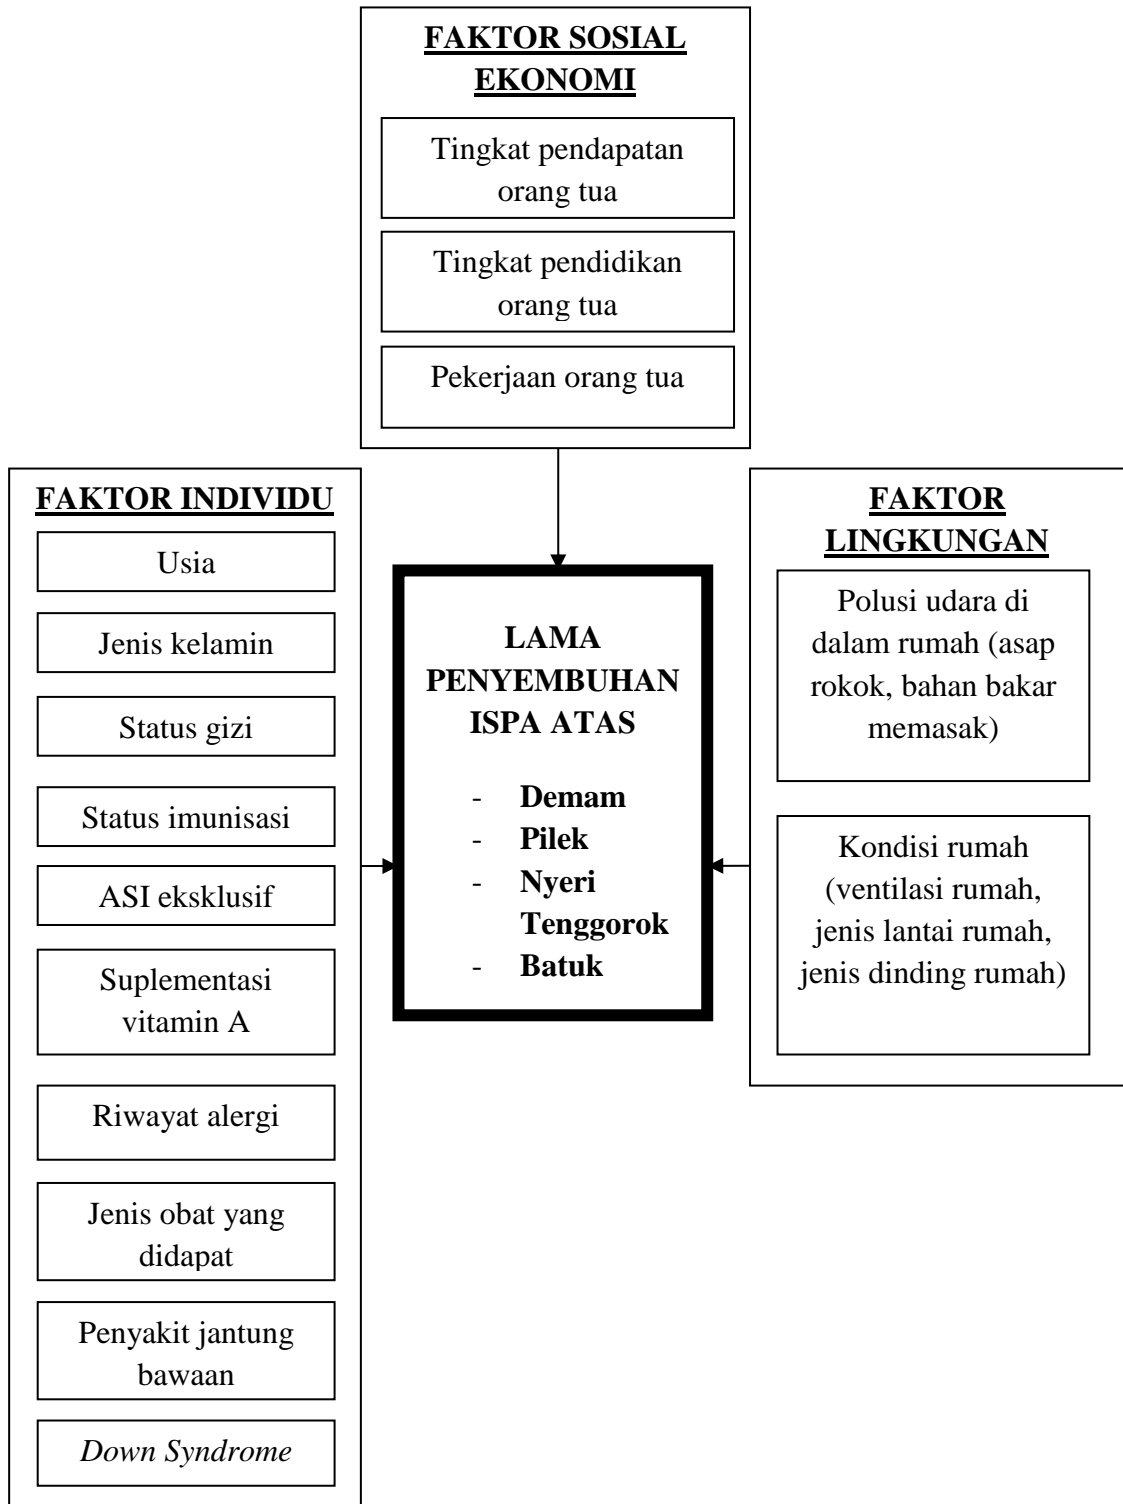 FAKTOR SOSIAL
EKONOMI
Tingkat pendapatan
orang tua
Tingkat pendidikan
orang tua
Pekerjaan orang tua
FAKTOR INDIVIDU
Usia
Jenis kelamin
Status gizi
Status imunisasi
ASI eksklusif
Suplementasi
vitamin A
Riwayat alergi
Jenis obat yang
didapat
Penyakit jantung
bawaan
Down Syndrome
LAMA
PENYEMBUHAN
ISPA ATAS
- Demam
- Pilek
- Nyeri
Tenggorok
- Batuk
FAKTOR
LINGKUNGAN
Polusi udara di
dalam rumah (asap
rokok, bahan bakar
memasak)
Kondisi rumah
(ventilasi rumah,
jenis lantai rumah,
jenis dinding rumah)